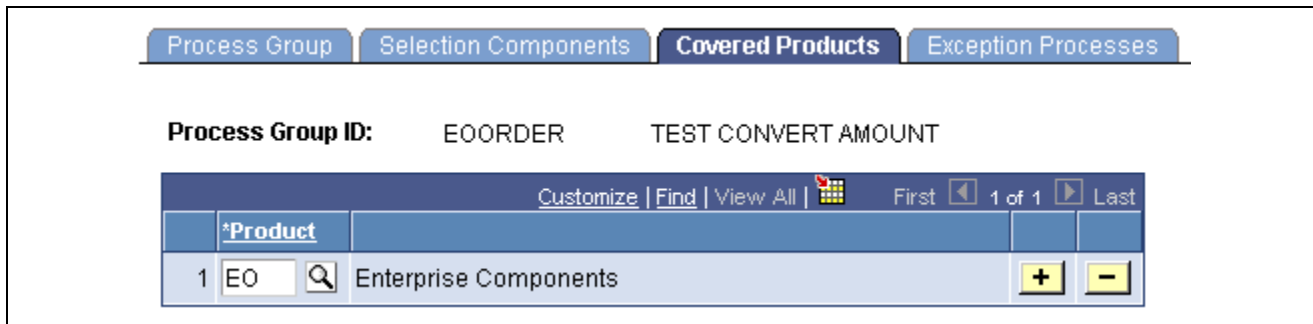 Process Group Selection Components Covered Products Exception Processes
Process Group ID: EOORDER TEST CONVERT AMOUNT
Customize | Find | View All | First 1 of 1 Last
*Product
1 EO Enterprise Components + -